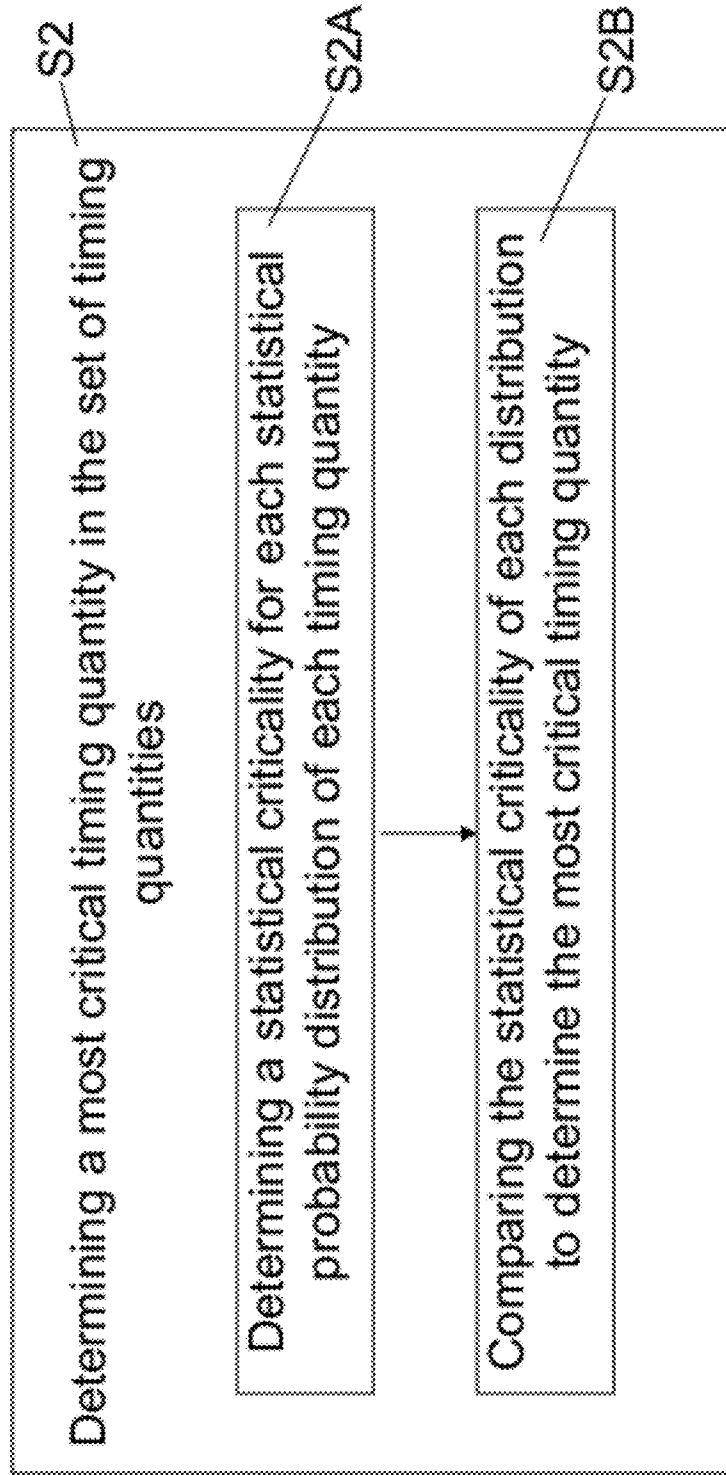 Determining a most critical timing quantity in the set of timing
quantities
S2
Determining a statistical criticality for each statistical
probability distribution of each timing quantity
S2A
Comparing the statistical criticality of each distribution
to determine the most critical timing quantity
S2B